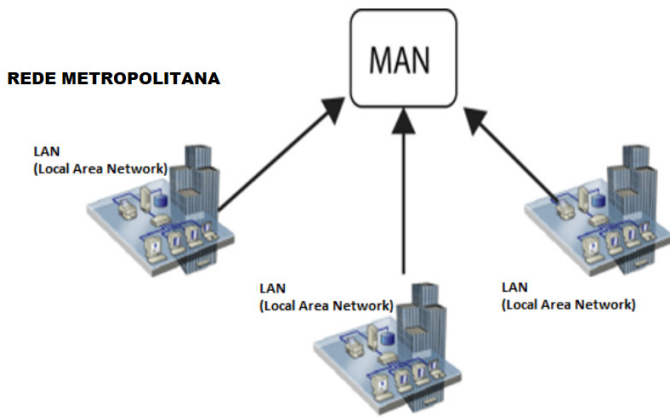 MAN
REDE METROPOLITANA
LAN
(Local Area Network)
LAN
(Local Area Network)
LAN
(Local Area Network)